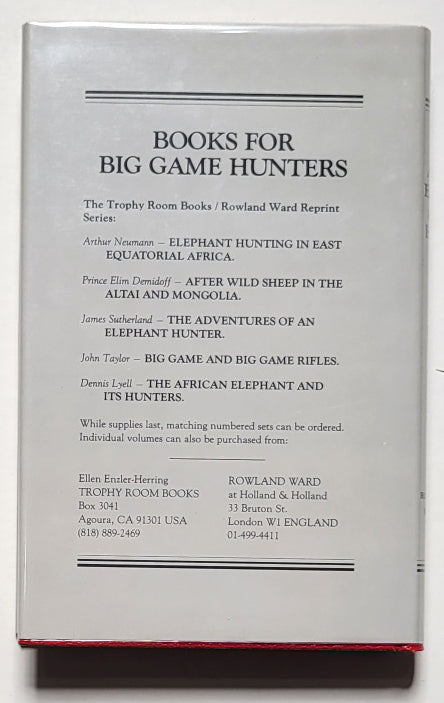 BOOKS FOR
BIG GAME HUNTERS
The Trophy Room Books / Rowland Ward Reprint
Series:
Arthur Neumann – ELEPHANT HUNTING IN EAST
EQUATORIAL AFRICA.
Prince Elim Demidoff – AFTER WILD SHEEP IN THE
ALTAI AND MONGOLIA.
James Sutherland – THE ADVENTURES OF AN
ELEPHANT HUNTER.
John Taylor – BIG GAME AND BIG GAME RIFLES.
Dennis Lyell – THE AFRICAN ELEPHANT AND
ITS HUNTERS.
While supplies last, matching numbered sets can be ordered.
Individual volumes can also be purchased from:
Ellen Enzler-Herring
TROPHY ROOM BOOKS
Box 3041
Agoura, CA 91301 USA
(818) 889-2469
ROWLAND WARD
at Holland & Holland
33 Bruton St.
London W1 ENGLAND
01-499-4411